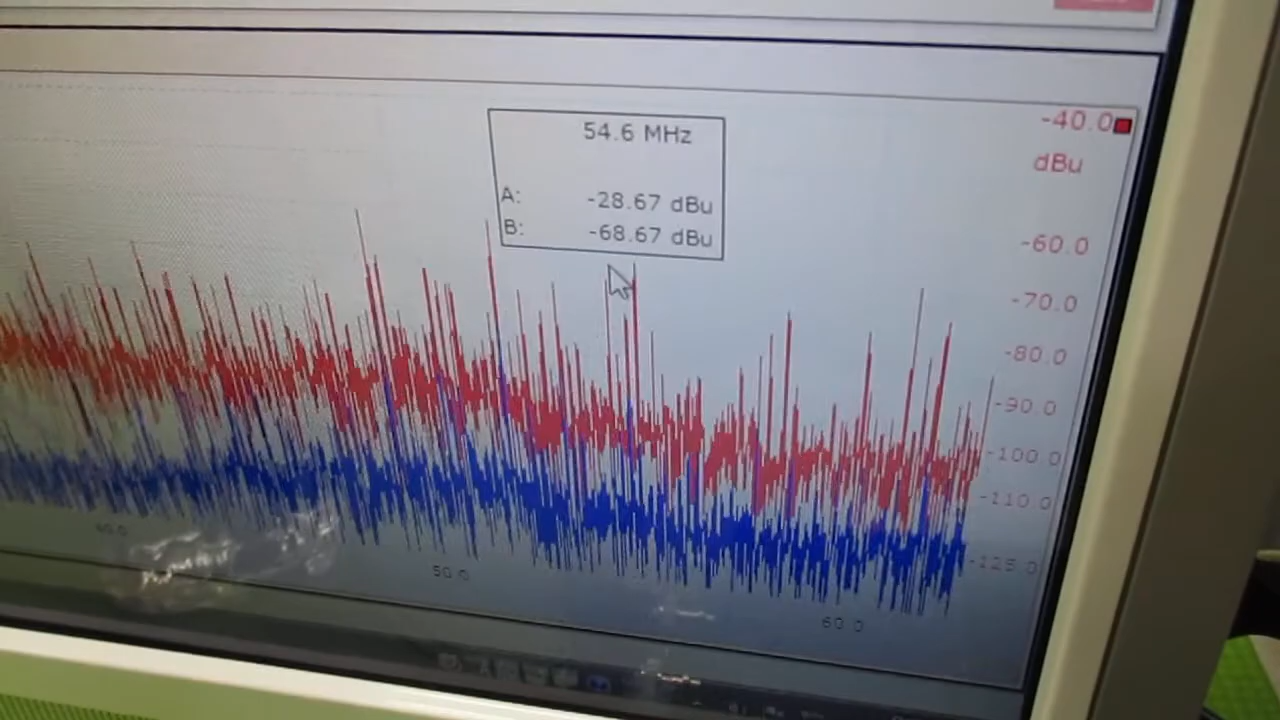 54.6 MHz
A: -28.67 dBu
B: -68.67 dBu
-40.0
dBu
-60.0
-70.0
-80.0
-90.0
-100.0
-110.0
-125.0
50.0
60.0